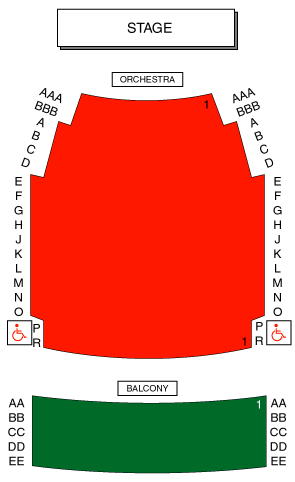 STAGE
ORCHESTRA
AAA 1 AAA
BBB BBB
A A
B B
C C
D D
E E
F F
G G
H H
J J
K K
L L
M M
N N
O O
P P
R 1 R
BALCONY
AA 1 AA
BB BB
CC CC
DD DD
EE EE